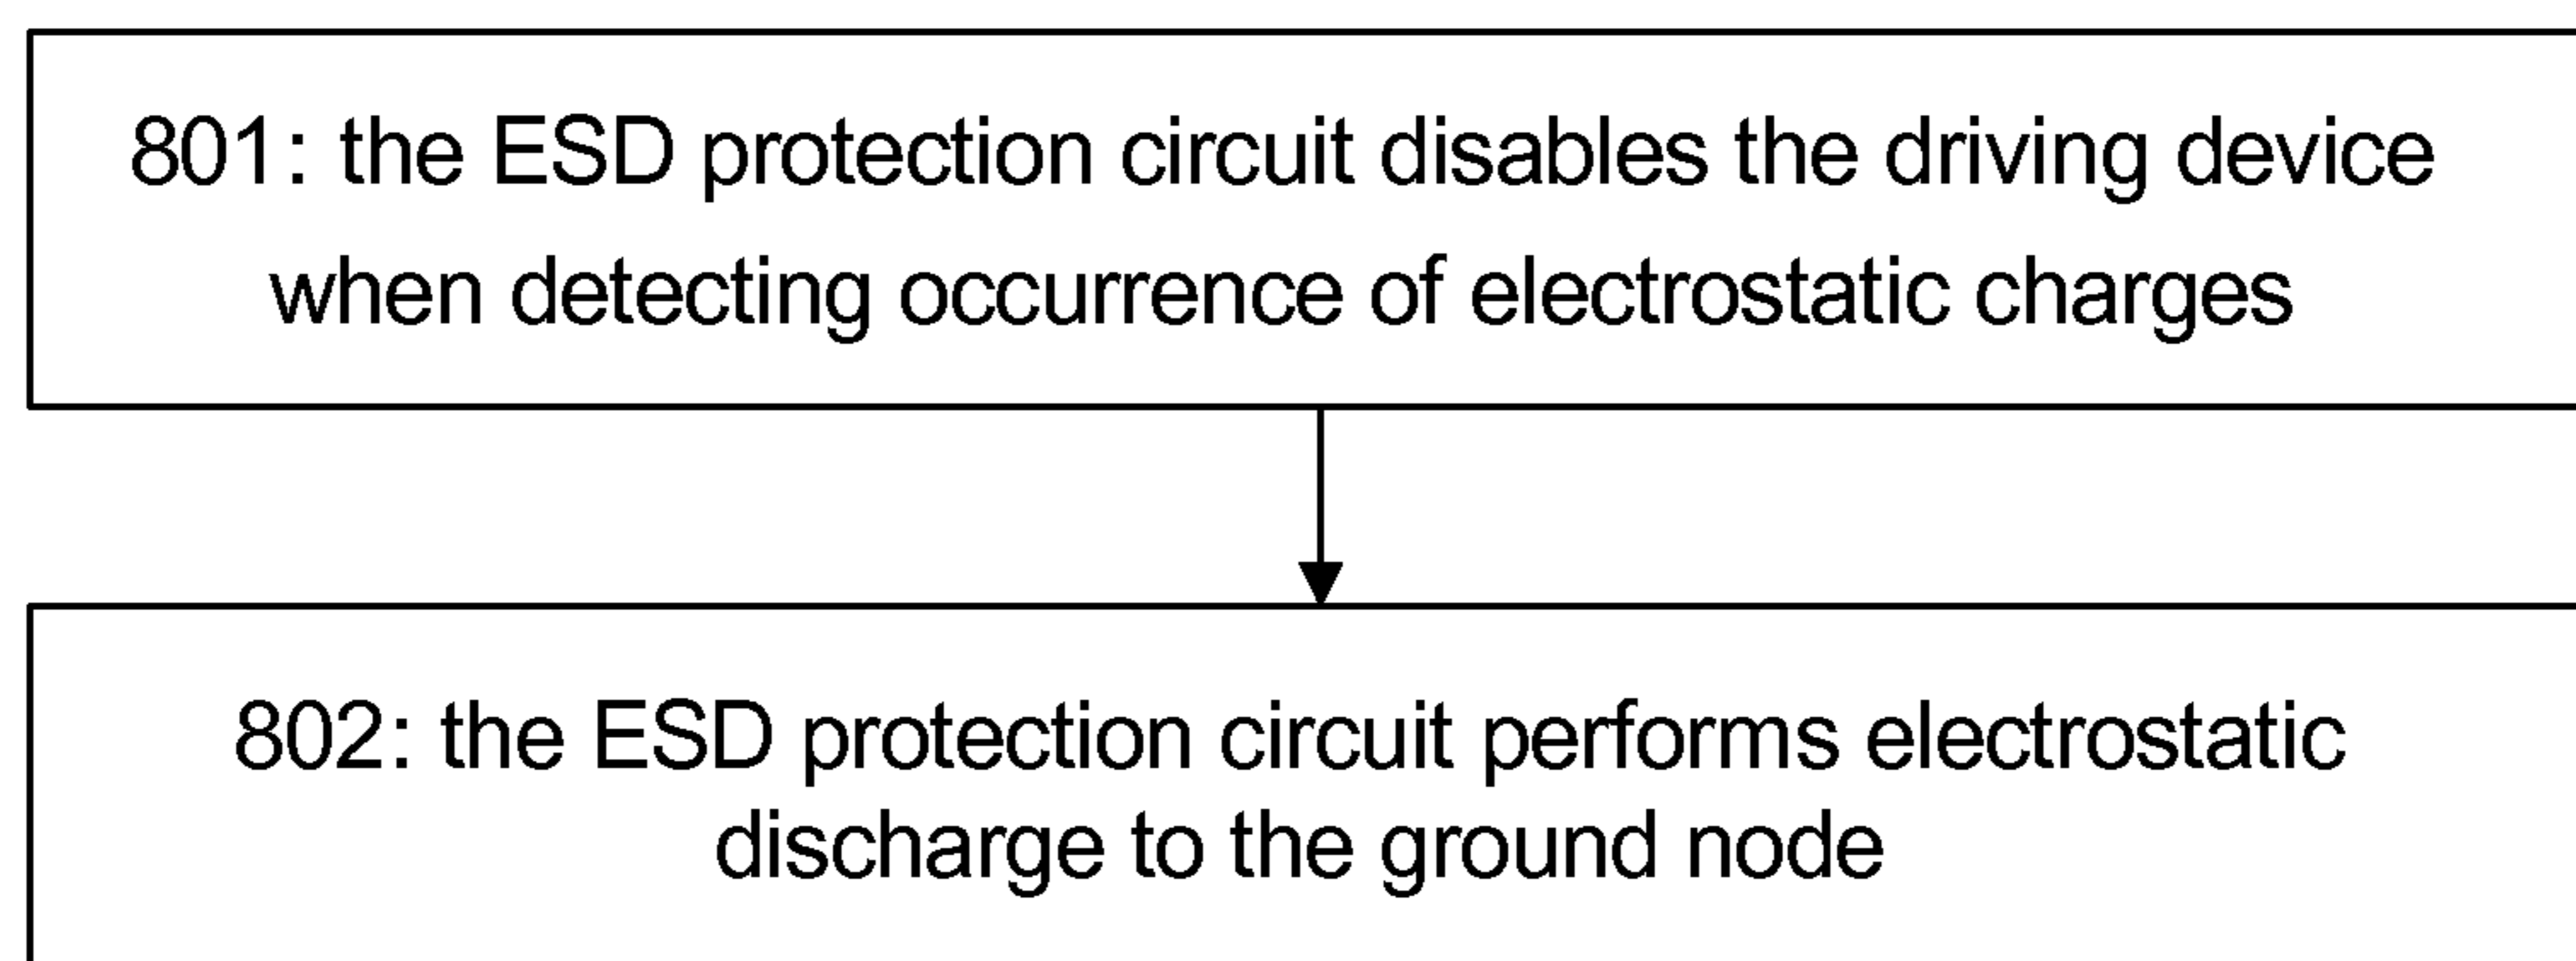 801: the ESD protection circuit disables the driving device
when detecting occurrence of electrostatic charges
802: the ESD protection circuit performs electrostatic
discharge to the ground node